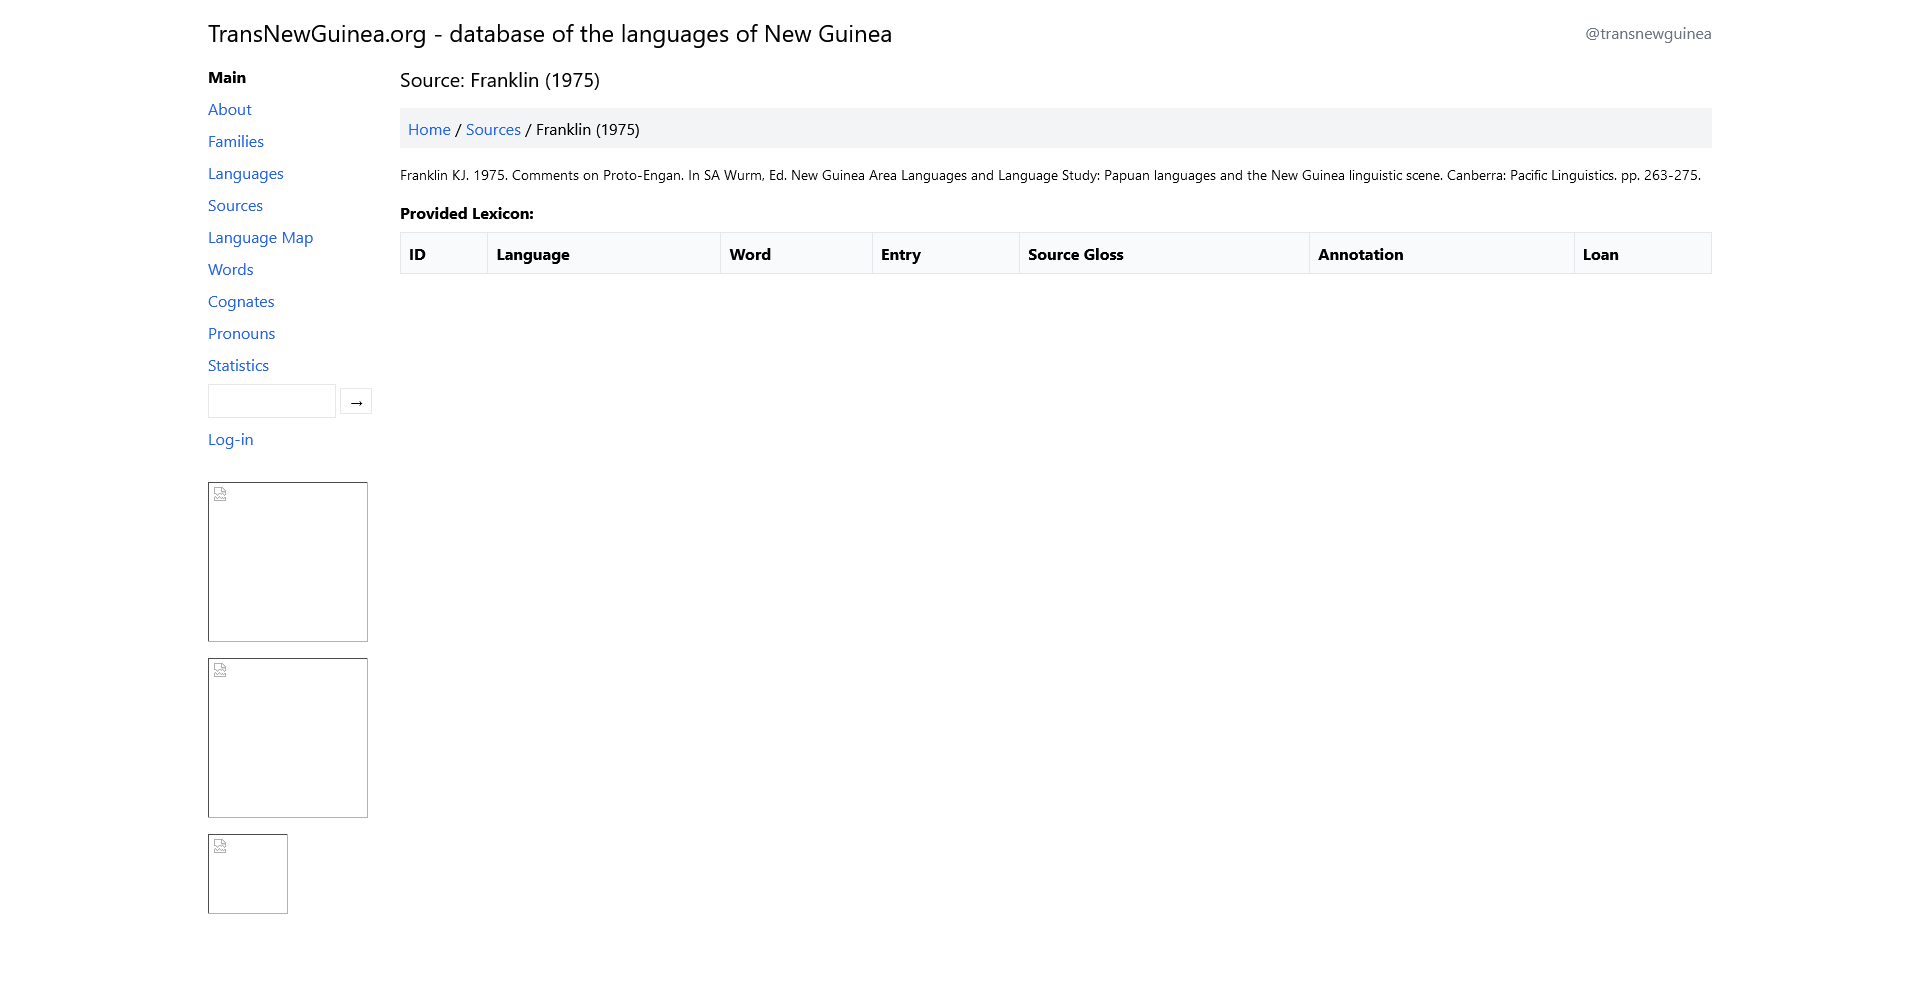 TransNewGuinea.org - database of the languages of New Guinea
@transnewguinea
Main
About
Families
Languages
Sources
Language Map
Words
Cognates
Pronouns
Statistics
→
Log-in
Source: Franklin (1975)
Home / Sources / Franklin (1975)
Franklin KJ. 1975. Comments on Proto-Engan. In SA Wurm, Ed. New Guinea Area Languages and Language Study: Papuan languages and the New Guinea linguistic scene. Canberra: Pacific Linguistics. pp. 263-275.
Provided Lexicon:
ID Language Word Entry Source Gloss Annotation Loan